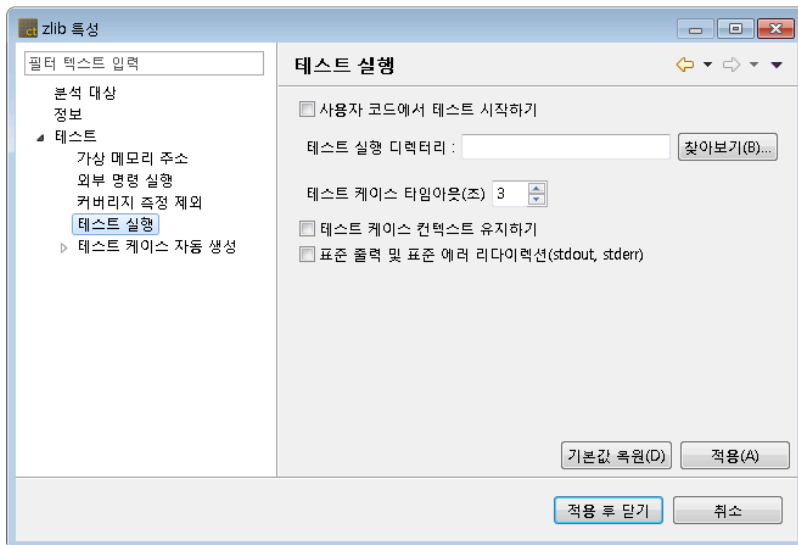 ct zlib 특성
필터 텍스트 입력
분석 대상
정보
테스트
가상 메모리 주소
외부 명령 실행
커버리지 측정 제외
테스트 실행
테스트 케이스 자동 생성
테스트 실행
사용자 코드에서 테스트 시작하기
테스트 실행 디렉터리 : 찾아보기(B)...
테스트 케이스 타임아웃(초) 3
테스트 케이스 컨텍스트 유지하기
표준 출력 및 표준 에러 리다이렉션(stdout, stderr)
기본값 복원(D) 적용(A)
적용 후 닫기 취소